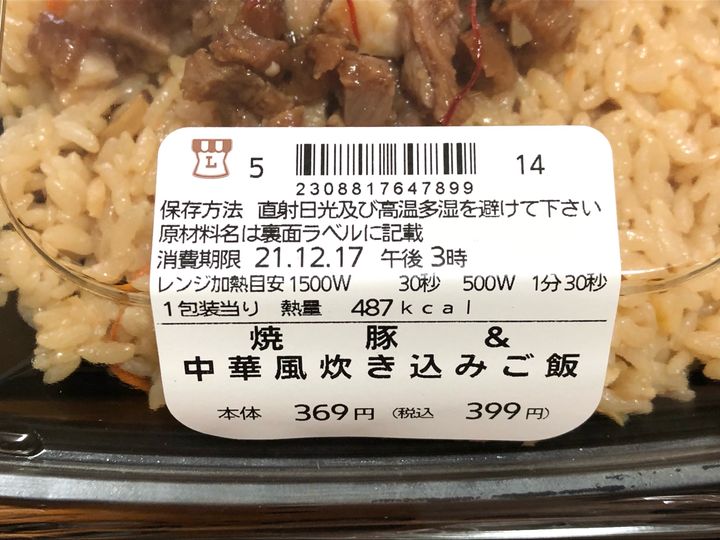 L 5 14
2308817647899
保存方法 直射日光及び高温多湿を避けて下さい
原材料名は裏面ラベルに記載
消費期限 21.12.17 午後 3時
レンジ加熱目安 1500W 30秒 500W 1分30秒
1包装当り 熱量 487kcal
焼豚&
中華風炊き込みご飯
本体 369円 (税込 399円)